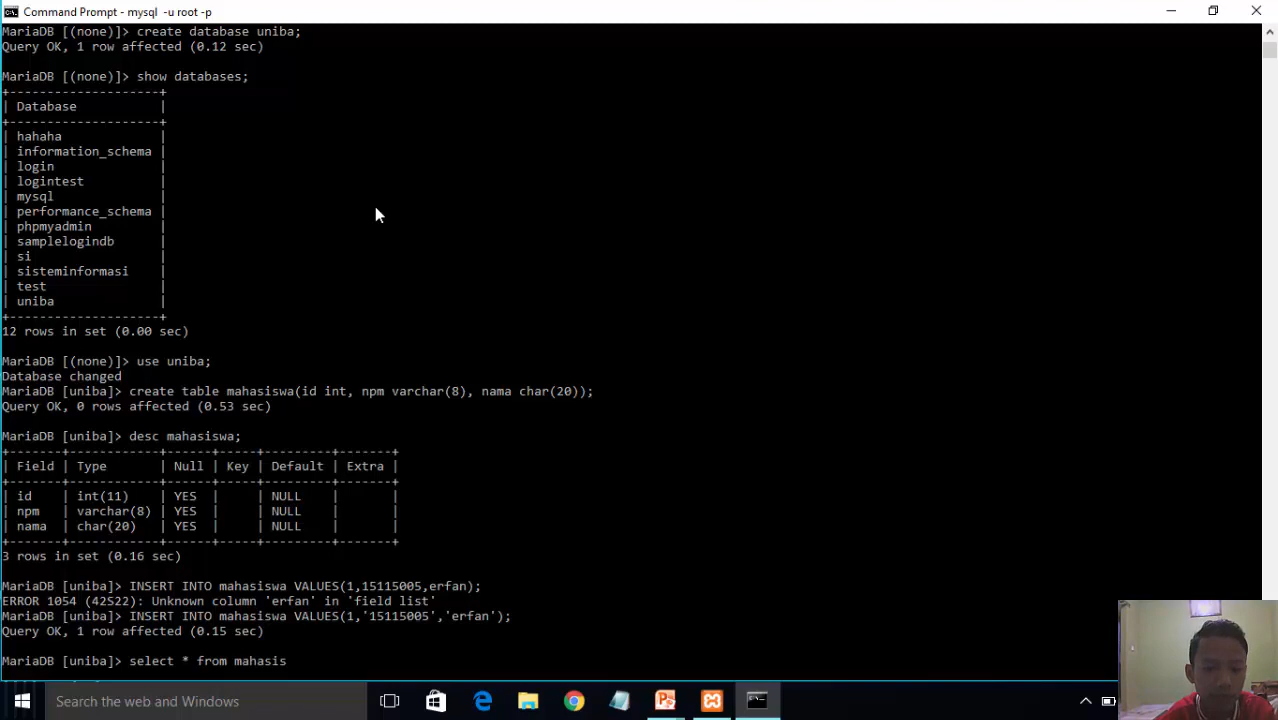 Command Prompt - mysql -u root -p
MariaDB [(none)]> create database uniba;
Query OK, 1 row affected (0.12 sec)
MariaDB [(none)]> show databases;
+--------------------+
| Database           |
+--------------------+
| hahaha             |
| information_schema |
| login              |
| logintest          |
| mysql              |
| performance_schema |
| phpmyadmin         |
| samplelogindb      |
| si                 |
| sisteminformasi    |
| test               |
| uniba              |
+--------------------+
12 rows in set (0.00 sec)
MariaDB [(none)]> use uniba;
Database changed
MariaDB [uniba]> create table mahasiswa(id int, npm varchar(8), nama char(20));
Query OK, 0 rows affected (0.53 sec)
MariaDB [uniba]> desc mahasiswa;
+-------+------------+------+-----+---------+-------+
| Field | Type       | Null | Key | Default | Extra |
+-------+------------+------+-----+---------+-------+
| id    | int(11)    | YES  |     | NULL    |       |
| npm   | varchar(8) | YES  |     | NULL    |       |
| nama  | char(20)   | YES  |     | NULL    |       |
+-------+------------+------+-----+---------+-------+
3 rows in set (0.16 sec)
MariaDB [uniba]> INSERT INTO mahasiswa VALUES(1,15115005,erfan);
ERROR 1054 (42S22): Unknown column 'erfan' in 'field list'
MariaDB [uniba]> INSERT INTO mahasiswa VALUES(1,'15115005','erfan');
Query OK, 1 row affected (0.15 sec)
MariaDB [uniba]> select * from mahasis
Search the web and Windows